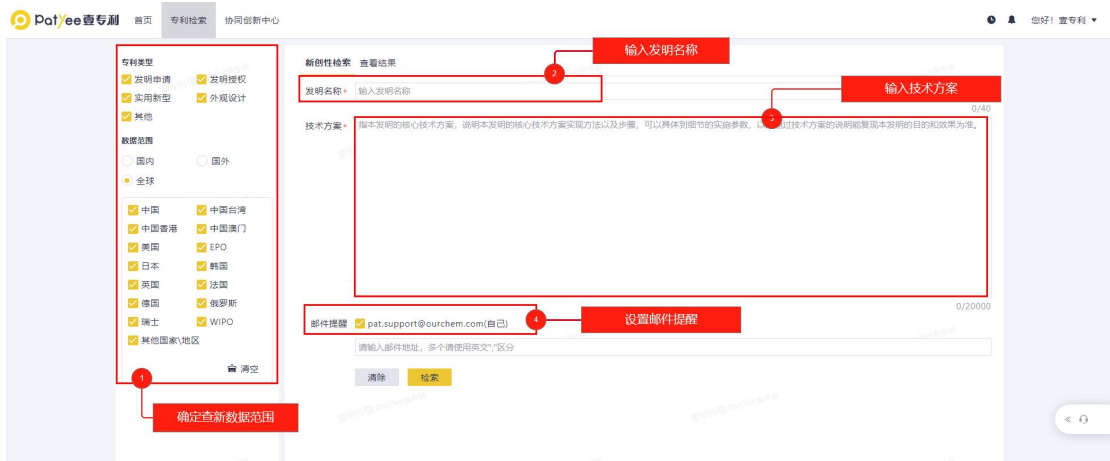 PatYee壹专利 首页 专利检索 协同创新中心 您好！壹专利
专利类型
发明申请 发明授权
实用新型 外观设计
其他
数据范围
国内 国外
全球
中国 中国台湾
中国香港 中国澳门
美国 EPO
日本 韩国
英国 法国
德国 俄罗斯
瑞士 WIPO
其他国家\地区
清空
1
确定查新数据范围
新创性检索 查看结果
2
输入发明名称
发明名称* 输入发明名称
0/40
3
输入技术方案
技术方案* 指本发明的核心技术方案，说明本发明的核心技术方案实现方法以及步骤，可以具体到细节的实施参数，以 过技术方案的说明能复现本发明的目的和效果为准。
0/20000
邮件提醒 pat.support@ourchem.com(自己)
4
设置邮件提醒
请输入邮件地址，多个请使用英文","区分
清除 检索